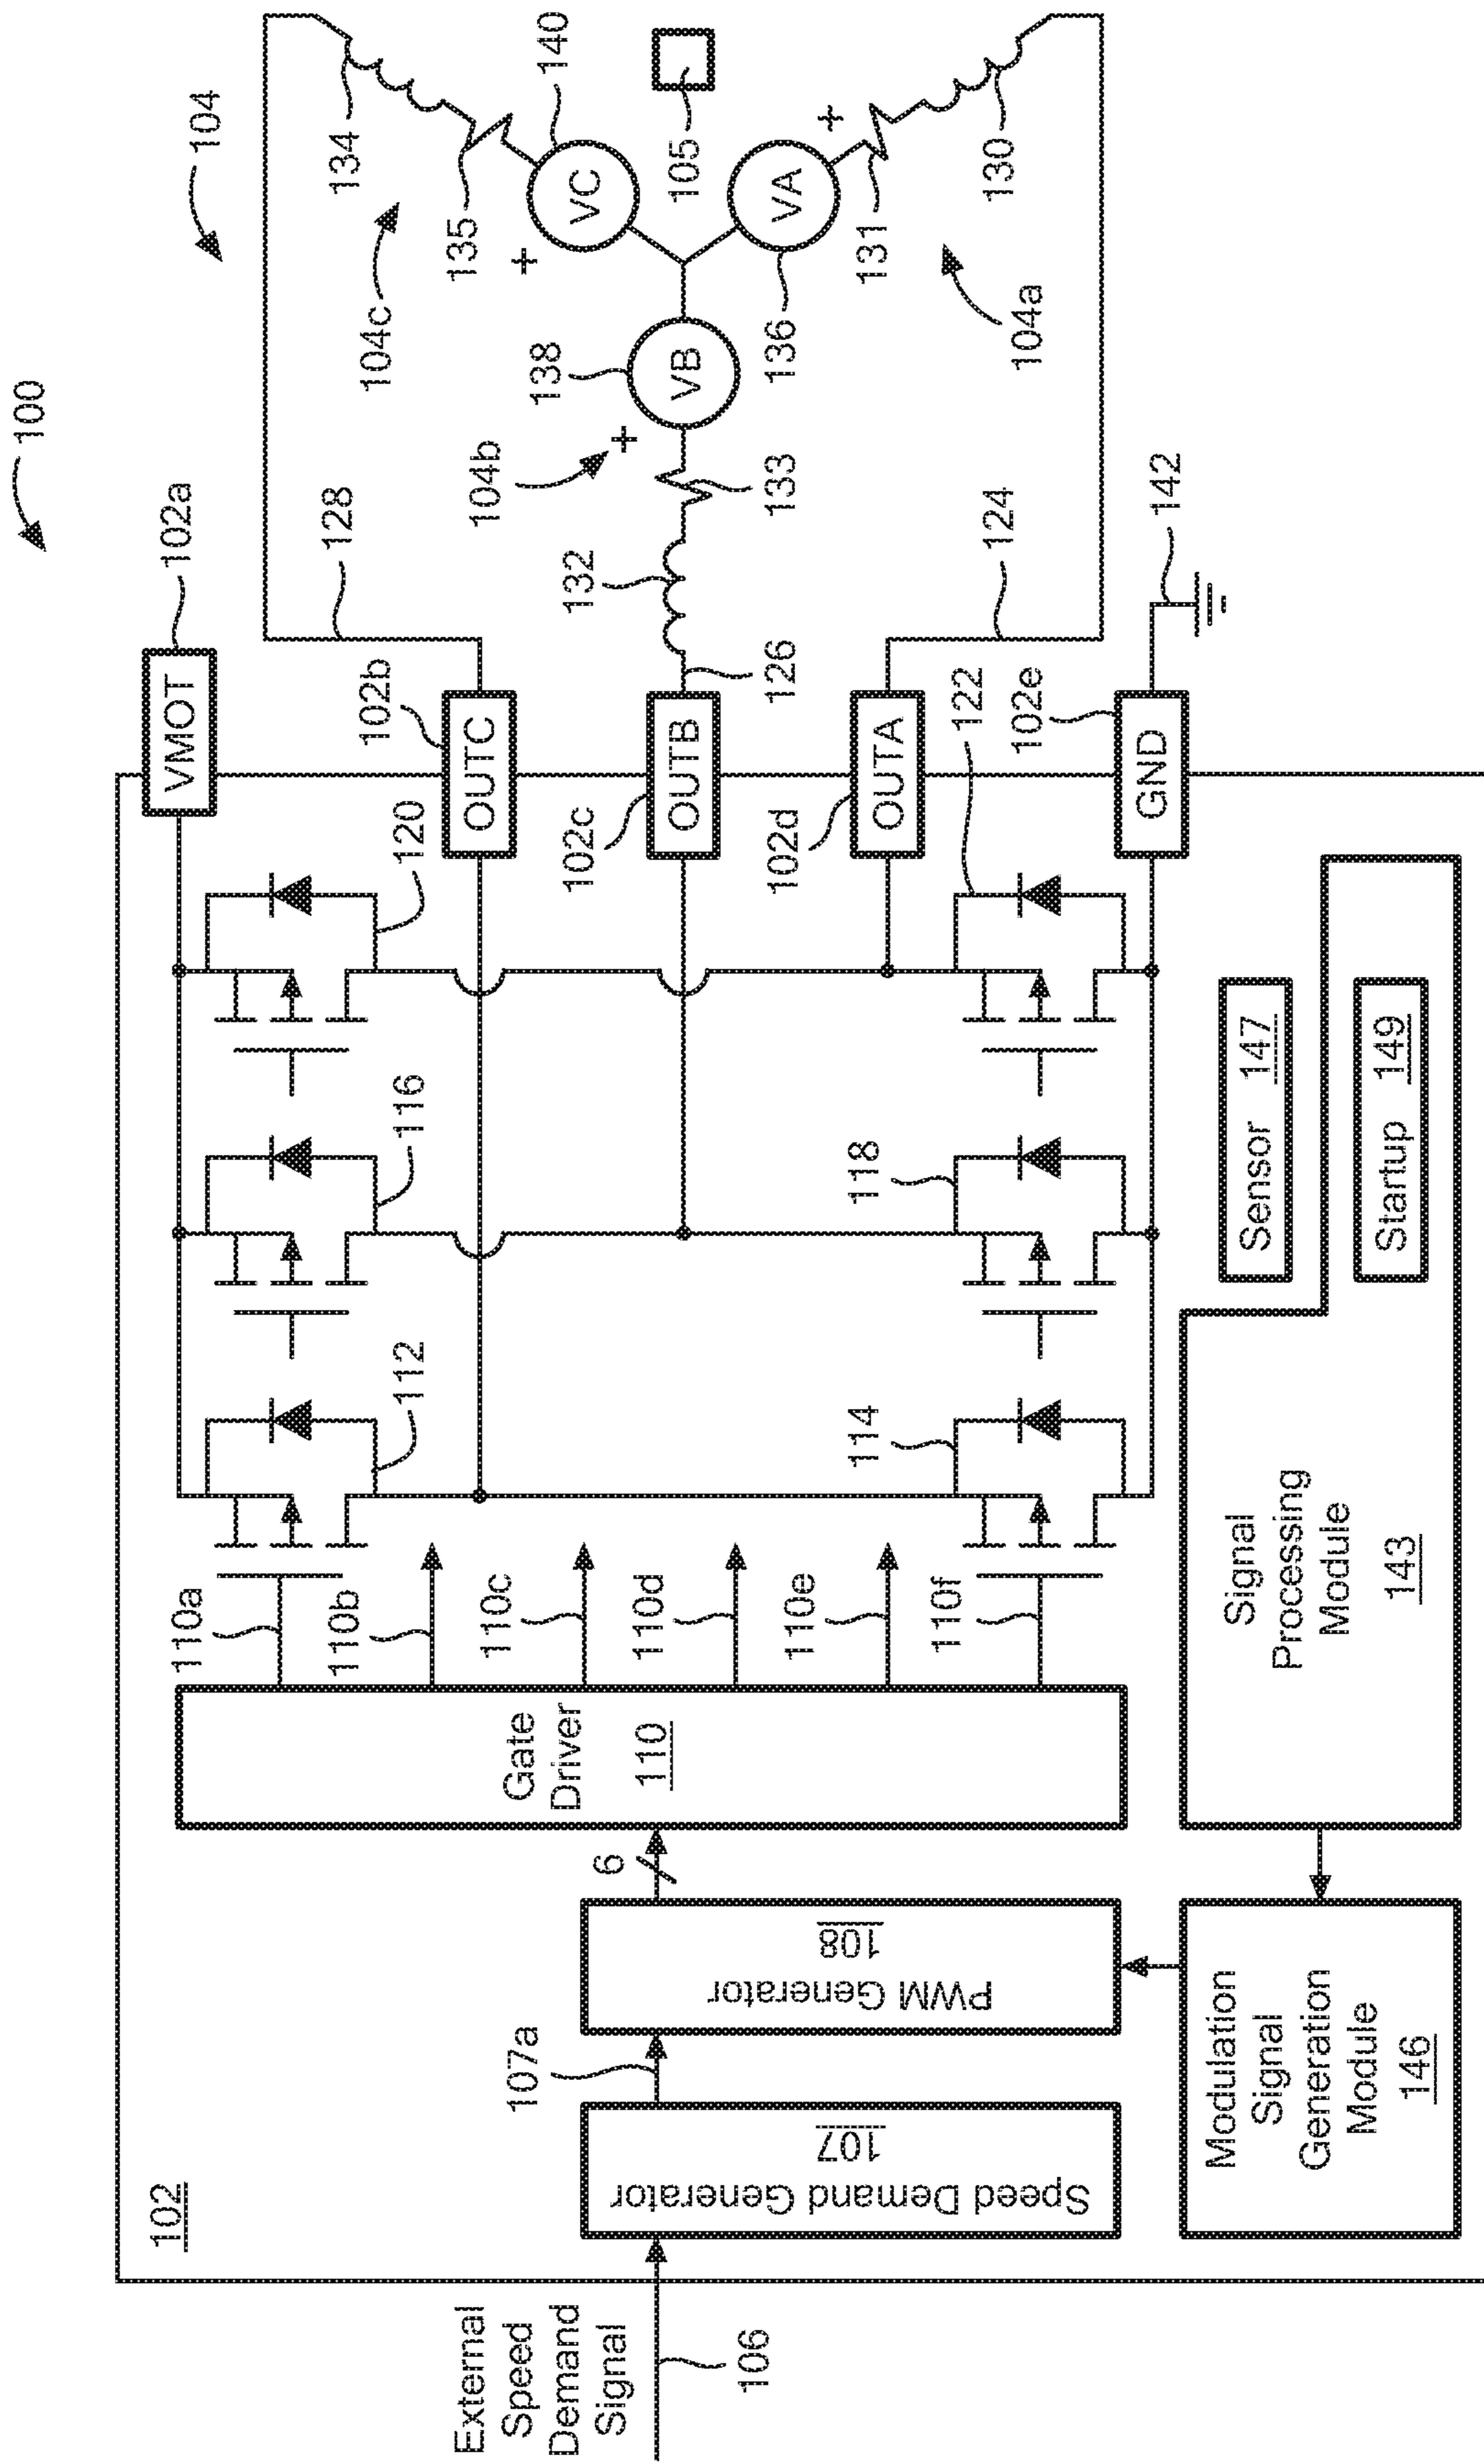 100
102
External
Speed
Demand
Signal
106
Speed Demand Generator
107
107a
PWM Generator
108
6
Gate
Driver
110
110a
110b
110c
110d
110e
110f
112
114
116
118
120
122
VMOT
102a
OUTC
102b
OUTB
102c
OUTA
102d
GND
102e
128
126
124
142
104
104c
134
135
VC
140
+
105
104b
132
133
VB
138
+
104a
130
131
VA
136
+
Modulation
Signal
Generation
Module
146
Signal
Processing
Module
143
Sensor 147
Startup 149